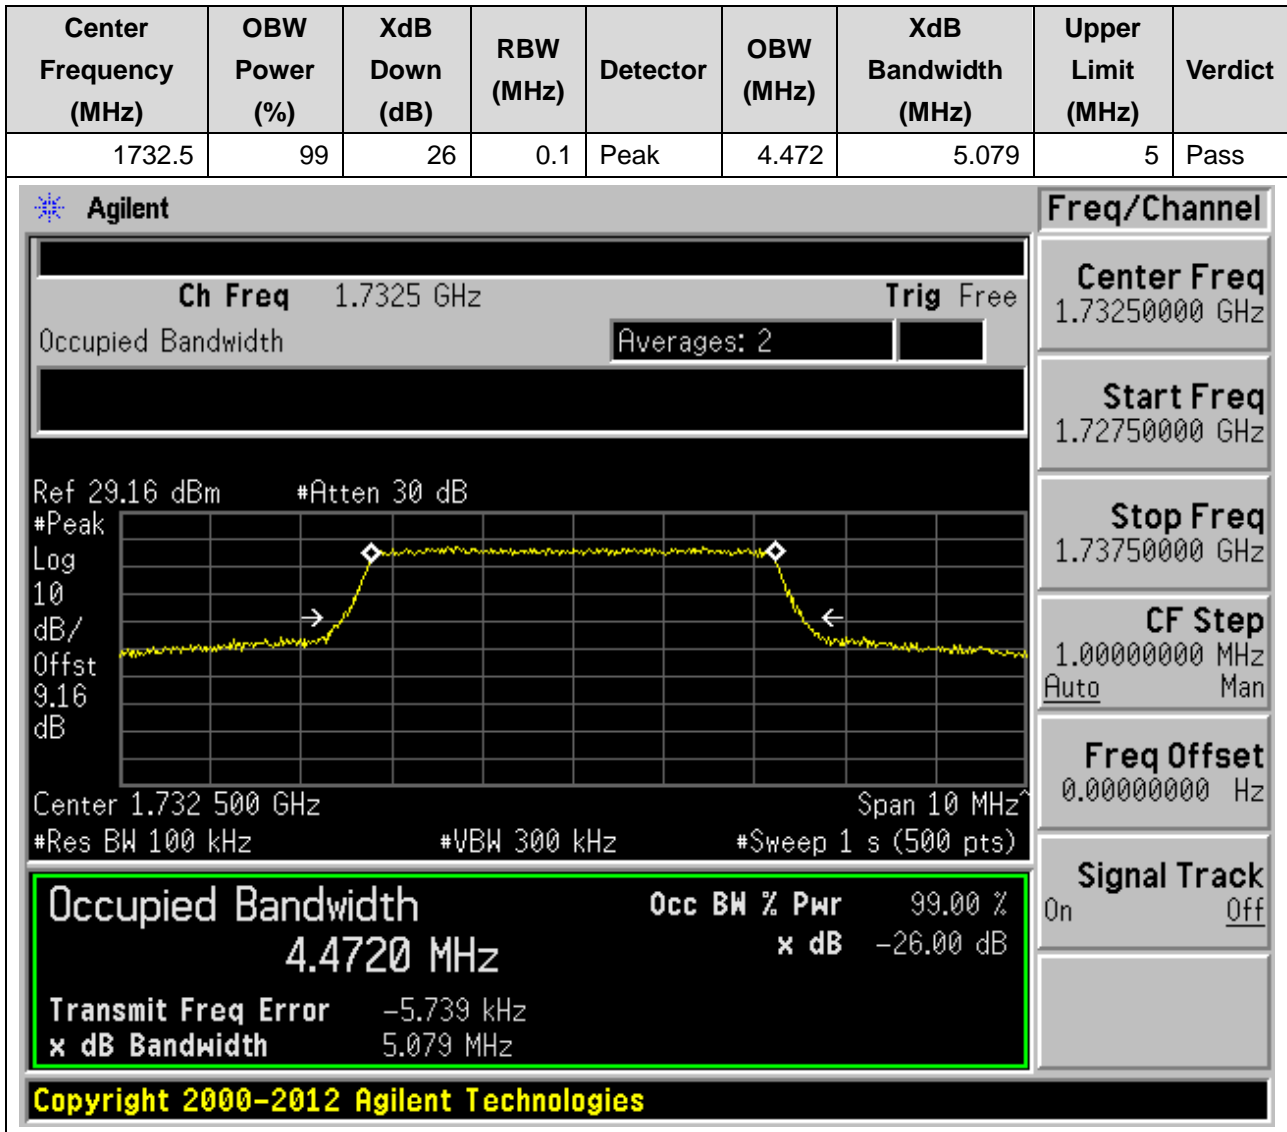 Center Frequency (MHz) OBW Power (%) XdB Down (dB) RBW (MHz) Detector OBW (MHz) XdB Bandwidth (MHz) Upper Limit (MHz) Verdict
1732.5 99 26 0.1 Peak 4.472 5.079 5 Pass
Agilent
Freq/Channel
Ch Freq 1.7325 GHz Trig Free
Occupied Bandwidth Averages: 2
Center Freq
1.73250000 GHz
Start Freq
1.72750000 GHz
Stop Freq
1.73750000 GHz
CF Step
1.00000000 MHz
Auto Man
Freq Offset
0.00000000 Hz
Signal Track
On Off
Ref 29.16 dBm #Atten 30 dB
#Peak
Log
10
dB/
Offst
9.16
dB
Center 1.732 500 GHz Span 10 MHz^
#Res BW 100 kHz #VBW 300 kHz #Sweep 1 s (500 pts)
Occupied Bandwidth Occ BW % Pwr 99.00 %
4.4720 MHz x dB -26.00 dB
Transmit Freq Error -5.739 kHz
x dB Bandwidth 5.079 MHz
Copyright 2000-2012 Agilent Technologies